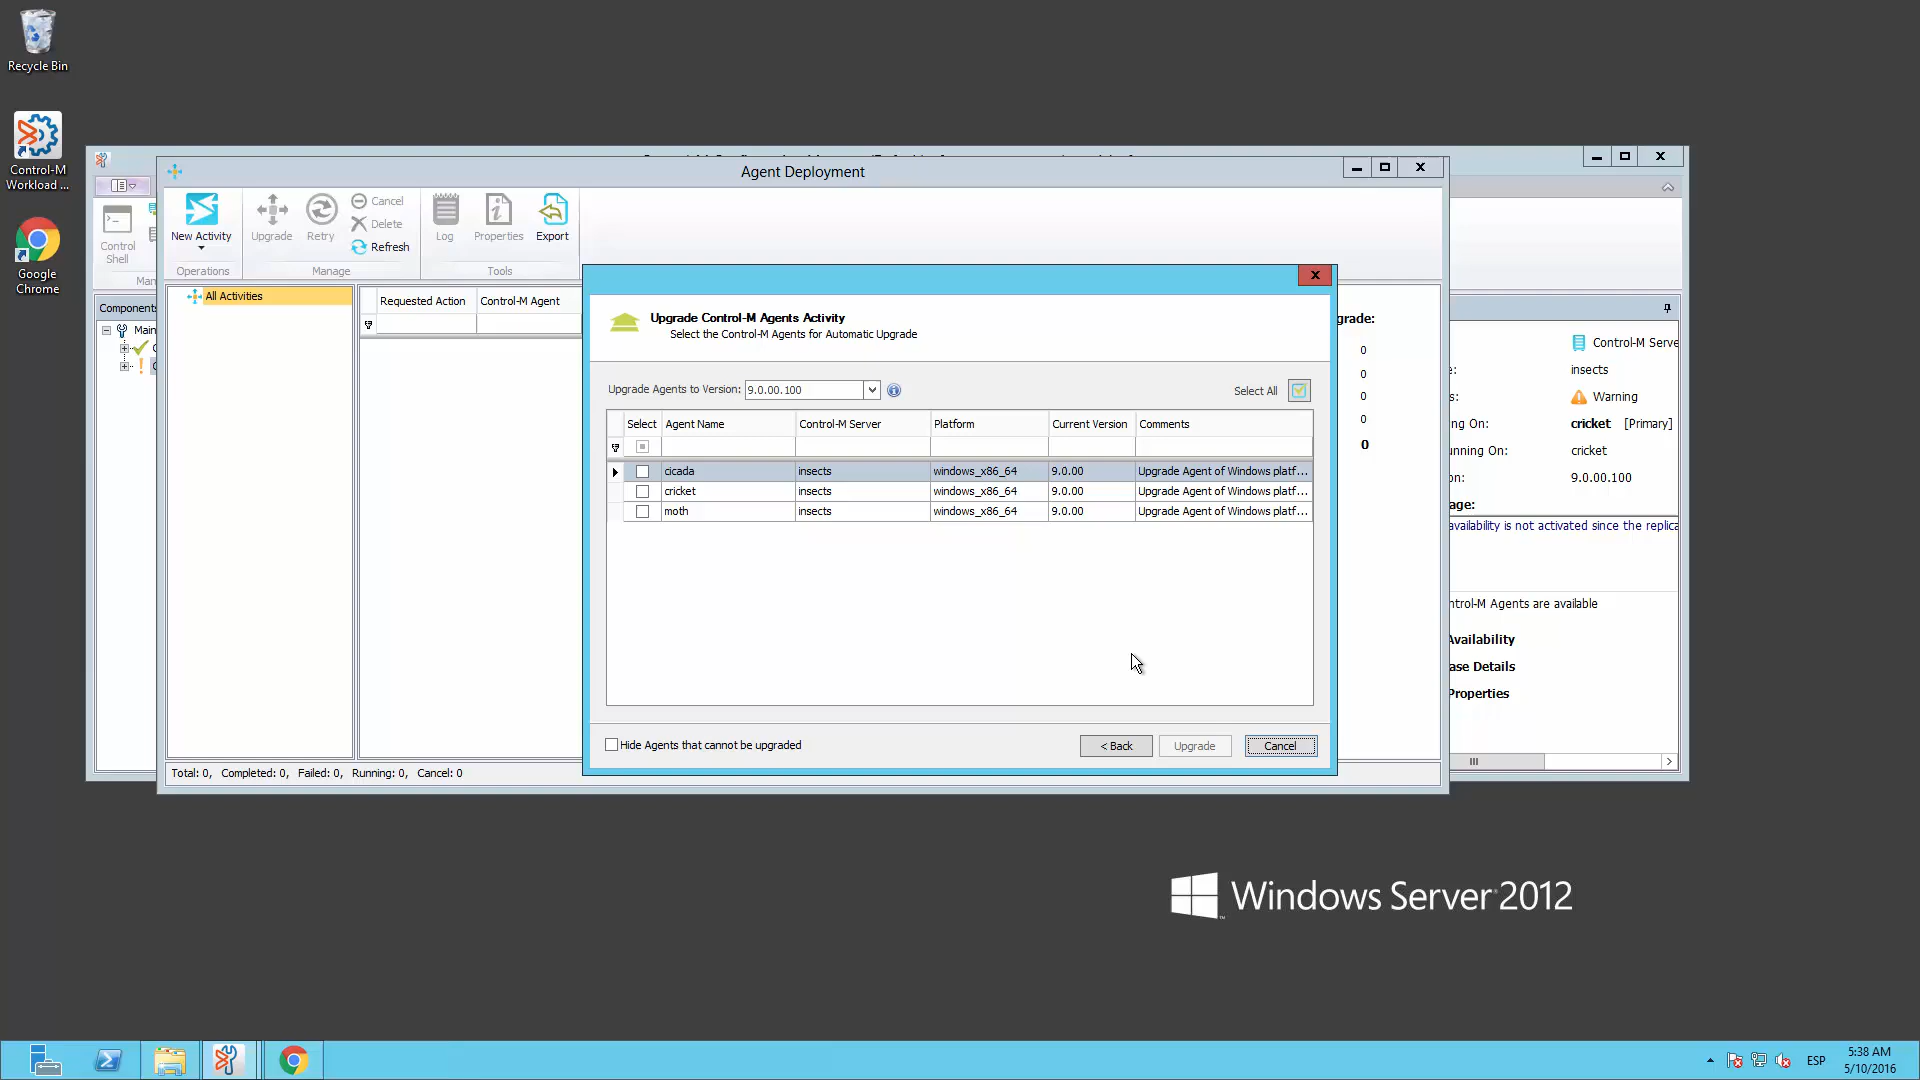 Recycle Bin
Control-M
Workload ...
Google
Chrome
Agent Deployment
New Activity
Upgrade
Retry
Cancel
Delete
Refresh
Log
Properties
Export
Operations
Manage
Tools
Control
Shell
Components
Main
All Activities
Requested Action
Control-M Agent
Total: 0, Completed: 0, Failed: 0, Running: 0, Cancel: 0
X
Upgrade Control-M Agents Activity
Select the Control-M Agents for Automatic Upgrade
Upgrade Agents to Version: 9.0.00.100
Select All
Select Agent Name Control-M Server Platform Current Version Comments
cicada insects windows_x86_64 9.0.00 Upgrade Agent of Windows platf...
cricket insects windows_x86_64 9.0.00 Upgrade Agent of Windows platf...
moth insects windows_x86_64 9.0.00 Upgrade Agent of Windows platf...
Hide Agents that cannot be upgraded
< Back
Upgrade
Cancel
grade:
0
0
0
0
0
Control-M Serve
insects
Warning
ng On: cricket [Primary]
unning On: cricket
on: 9.0.00.100
age:
availability is not activated since the replica
ntrol-M Agents are available
Availability
ase Details
Properties
Windows Server 2012
ESP
5:38 AM
5/10/2016